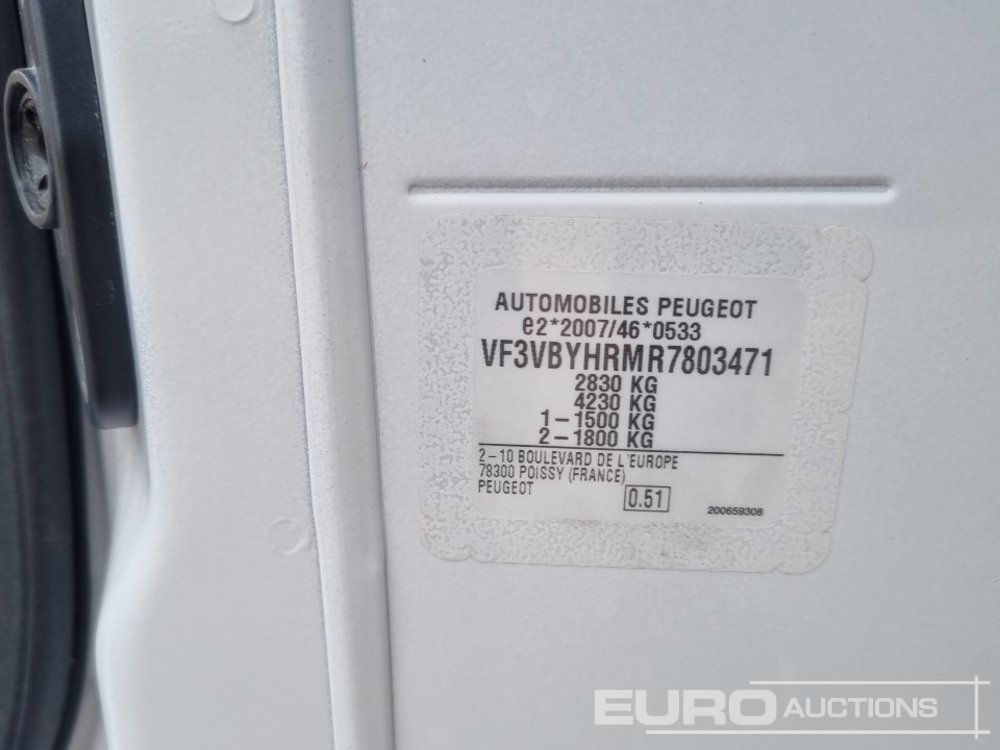 AUTOMOBILES PEUGEOT
e2*2007/46*0533
VF3VBYHRMR7803471
2830 KG
4230 KG
1-1500 KG
2-1800 KG
2-10 BOULEVARD DE L'EUROPE
78300 POISSY (FRANCE)
PEUGEOT
0.51
200659308
EURO AUCTIONS